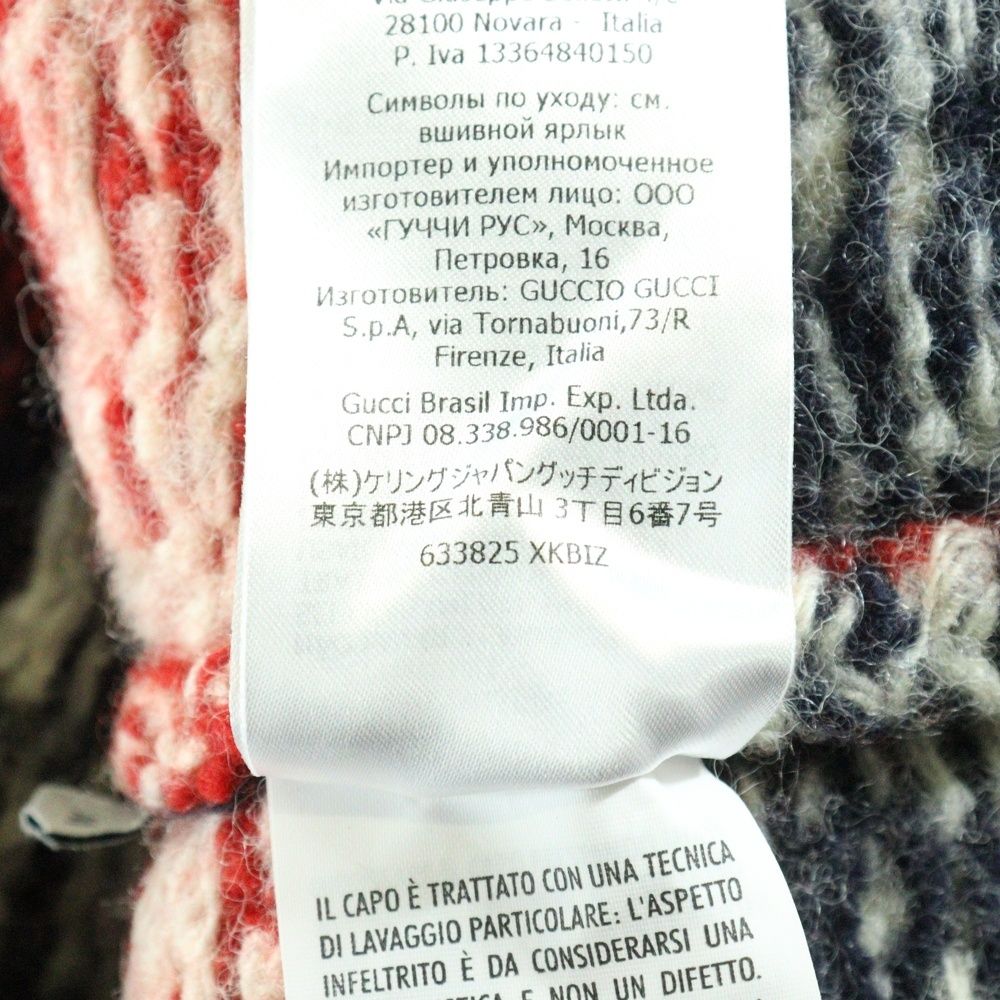 28100 Novara - Italia
P. Iva 13364840150
Символы по уходу: см.
вшивной ярлык
Импортер и уполномоченное
изготовителем лицо: ООО
«ГУЧЧИ РУС», Москва,
Петровка, 16
Изготовитель: GUCCIO GUCCI
S.p.A, via Tornabuoni,73/R
Firenze, Italia
Gucci Brasil Imp. Exp. Ltda.
CNPJ 08.338.986/0001-16
(株)ケリングジャパングッチディビジョン
東京都港区北青山 3丁目6番7号
633825 XKBIZ
IL CAPO È TRATTATO CON UNA TECNICA
DI LAVAGGIO PARTICOLARE: L'ASPETTO
INFELTRITO È DA CONSIDERARSI UNA
E NON UN DIFETTO.